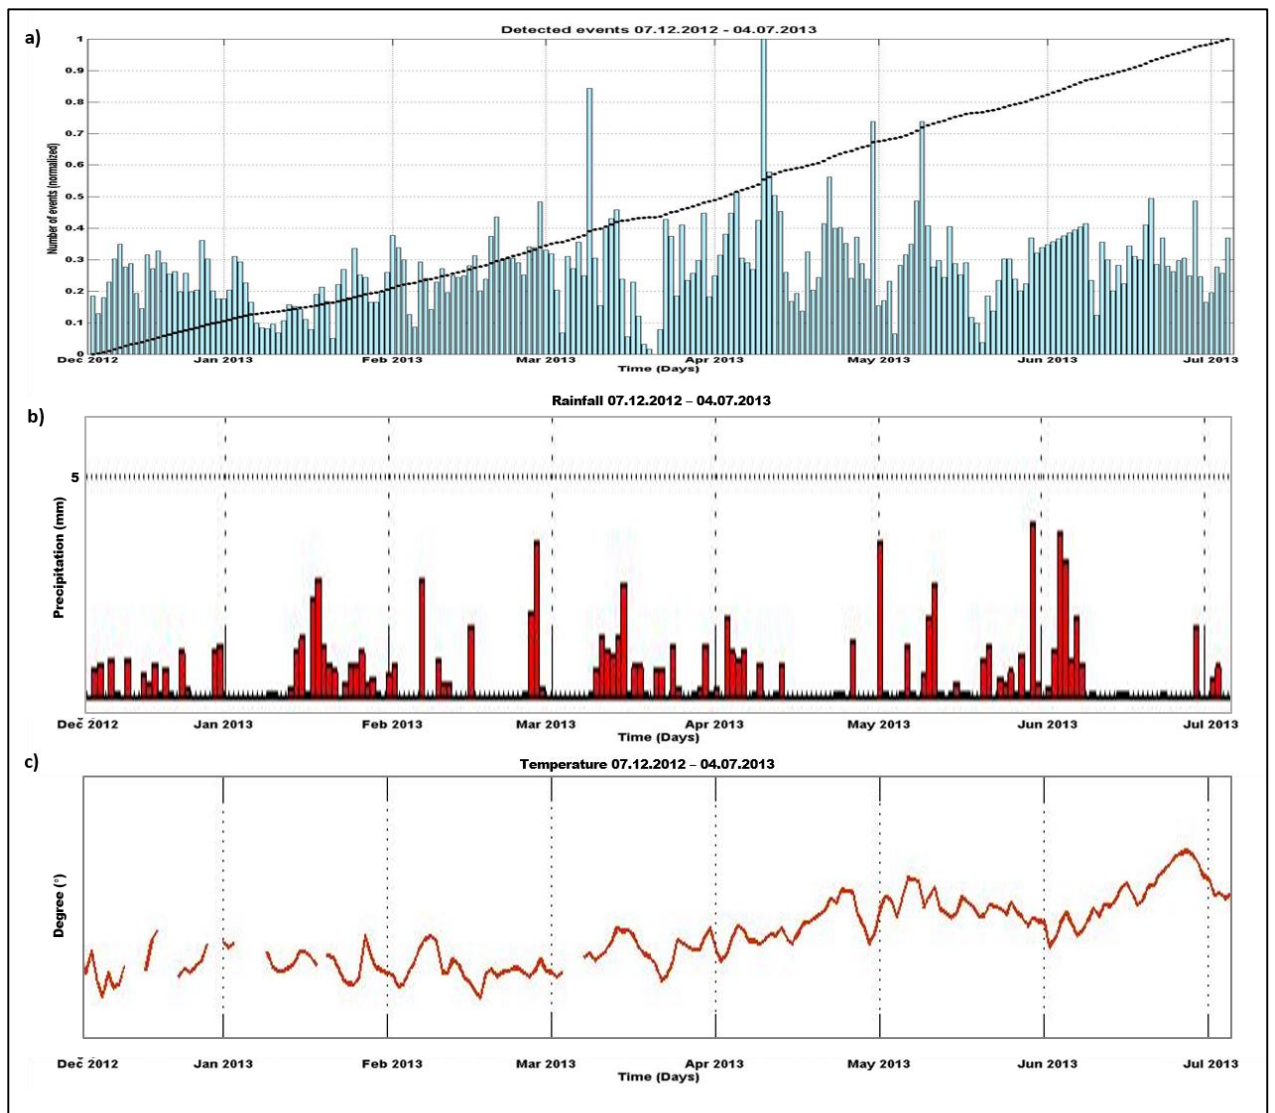 a)
Detected events 07.12.2012 - 04.07.2013
Number of events (normalized)
1
0.9
0.8
0.7
0.6
0.5
0.4
0.3
0.2
0.1
0
Dec 2012 Jan 2013 Feb 2013 Mar 2013 Apr 2013 May 2013 Jun 2013 Jul 2013
Time (Days)
b)
Rainfall 07.12.2012 – 04.07.2013
Precipitation (mm)
5
Dec 2012 Jan 2013 Feb 2013 Mar 2013 Apr 2013 May 2013 Jun 2013 Jul 2013
Time (Days)
c)
Temperature 07.12.2012 – 04.07.2013
Degree (°)
Dec 2012 Jan 2013 Feb 2013 Mar 2013 Apr 2013 May 2013 Jun 2013 Jul 2013
Time (Days)